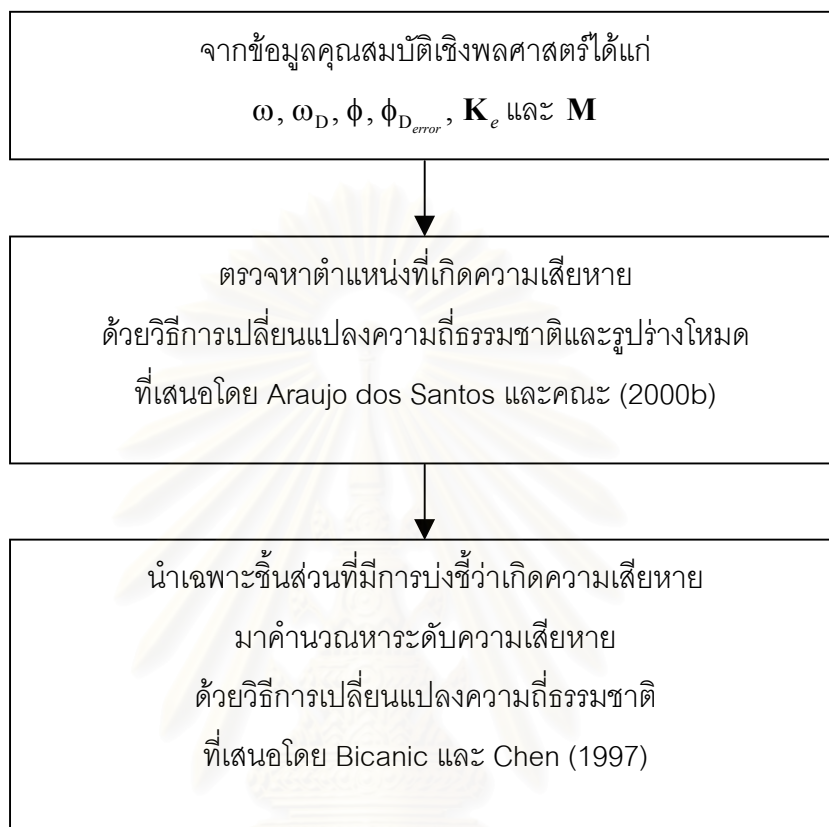 จากข้อมูลคุณสมบัติเชิงพลศาสตร์ได้แก่
ω, ω_D, ϕ, ϕ_{D_{error}}, K_e และ M
ตรวจหาตำแหน่งที่เกิดความเสียหาย
ด้วยวิธีการเปลี่ยนแปลงความถี่ธรรมชาติและรูปร่างโหมด
ที่เสนอโดย Araujo dos Santos และคณะ (2000b)
นำเฉพาะชิ้นส่วนที่มีการบ่งชี้ว่าเกิดความเสียหาย
มาคำนวณหาระดับความเสียหาย
ด้วยวิธีการเปลี่ยนแปลงความถี่ธรรมชาติ
ที่เสนอโดย Bicanic และ Chen (1997)